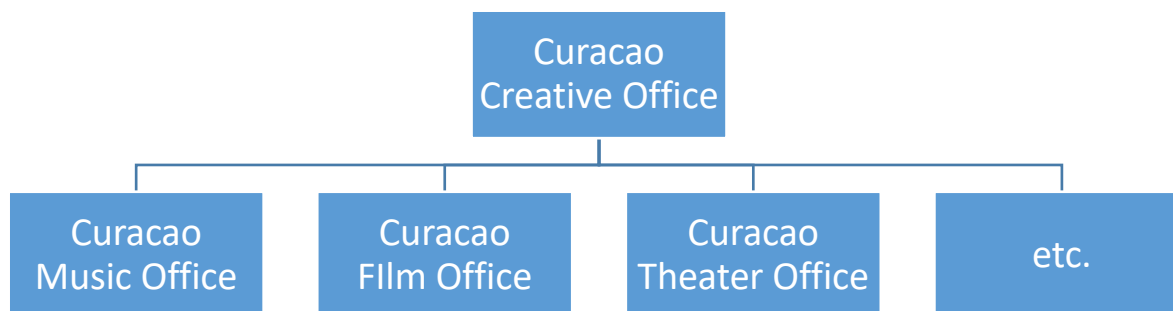 Curacao
Creative Office
Curacao
Music Office
Curacao
FIlm Office
Curacao
Theater Office
etc.